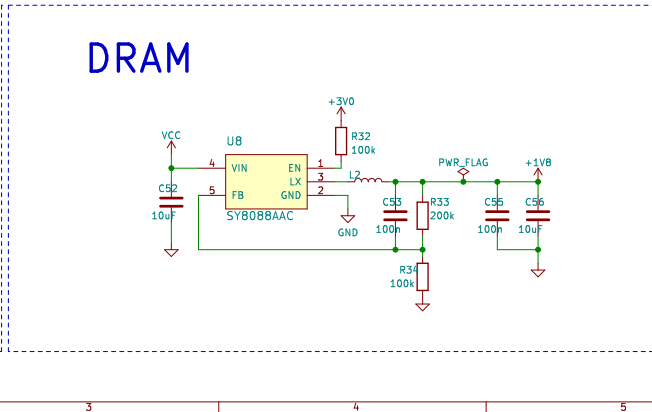 DRAM
+3V0
VCC
U8
R32
100k
4
VIN
EN
1
LX
3
5
FB
GND
2
SY8088AAC
L2
PWR_FLAG
+1V8
C52
10uF
GND
C53
100n
R33
200k
C55
100n
C56
10uF
R34
100k
3
4
5